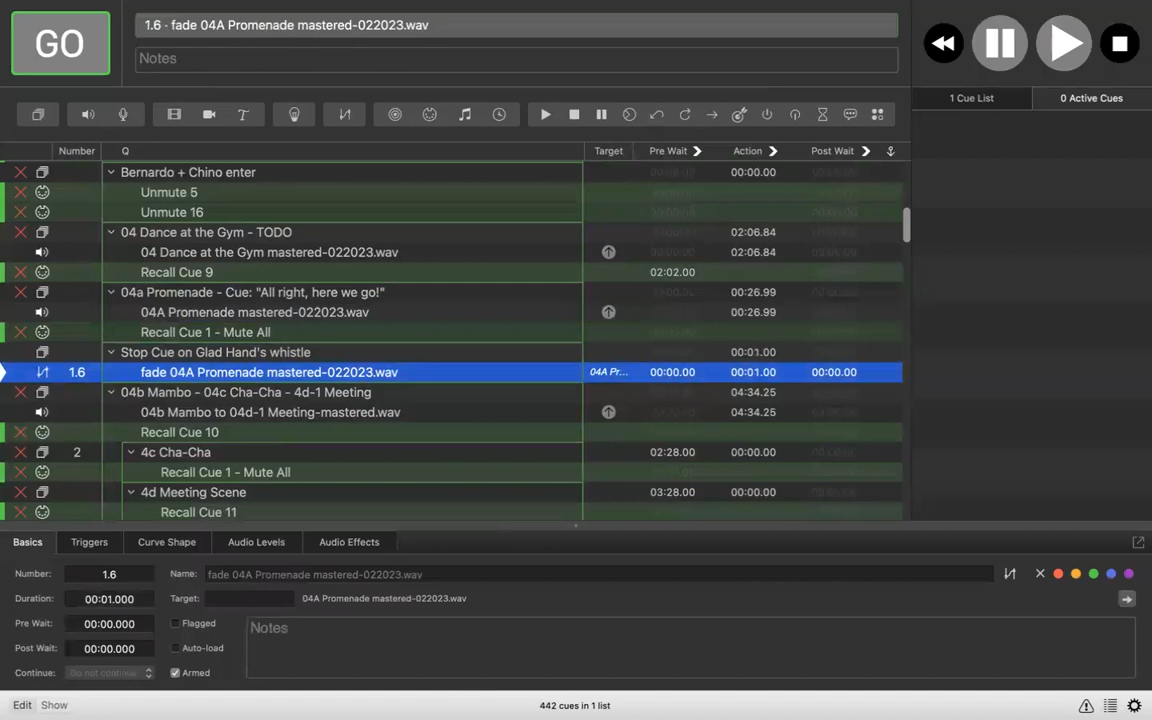 GO
1.6 · fade 04A Promenade mastered-022023.wav
Notes
1 Cue List
0 Active Cues
Number Q Target Pre Wait Action Post Wait
Bernardo + Chino enter 00:00.00
Unmute 5
Unmute 16
04 Dance at the Gym - TODO 02:06.84
04 Dance at the Gym mastered-022023.wav 02:06.84
Recall Cue 9 02:02.00
04a Promenade - Cue: "All right, here we go!" 00:26.99
04A Promenade mastered-022023.wav 00:26.99
Recall Cue 1 - Mute All
Stop Cue on Glad Hand's whistle 00:01.00
1.6 fade 04A Promenade mastered-022023.wav 04A Pr... 00:00.00 00:01.00 00:00.00
04b Mambo - 04c Cha-Cha - 4d-1 Meeting 04:34.25
04b Mambo to 04d-1 Meeting-mastered.wav 04:34.25
Recall Cue 10
2 4c Cha-Cha 02:28.00 00:00.00
Recall Cue 1 - Mute All
4d Meeting Scene 03:28.00 00:00.00
Recall Cue 11
Basics Triggers Curve Shape Audio Levels Audio Effects
Number: 1.6 Name: fade 04A Promenade mastered-022023.wav
Duration: 00:01.000 Target: 04A Promenade mastered-022023.wav
Pre Wait: 00:00.000 Flagged Notes
Post Wait: 00:00.000 Auto-load
Continue: Do not continue Armed
Edit Show 442 cues in 1 list